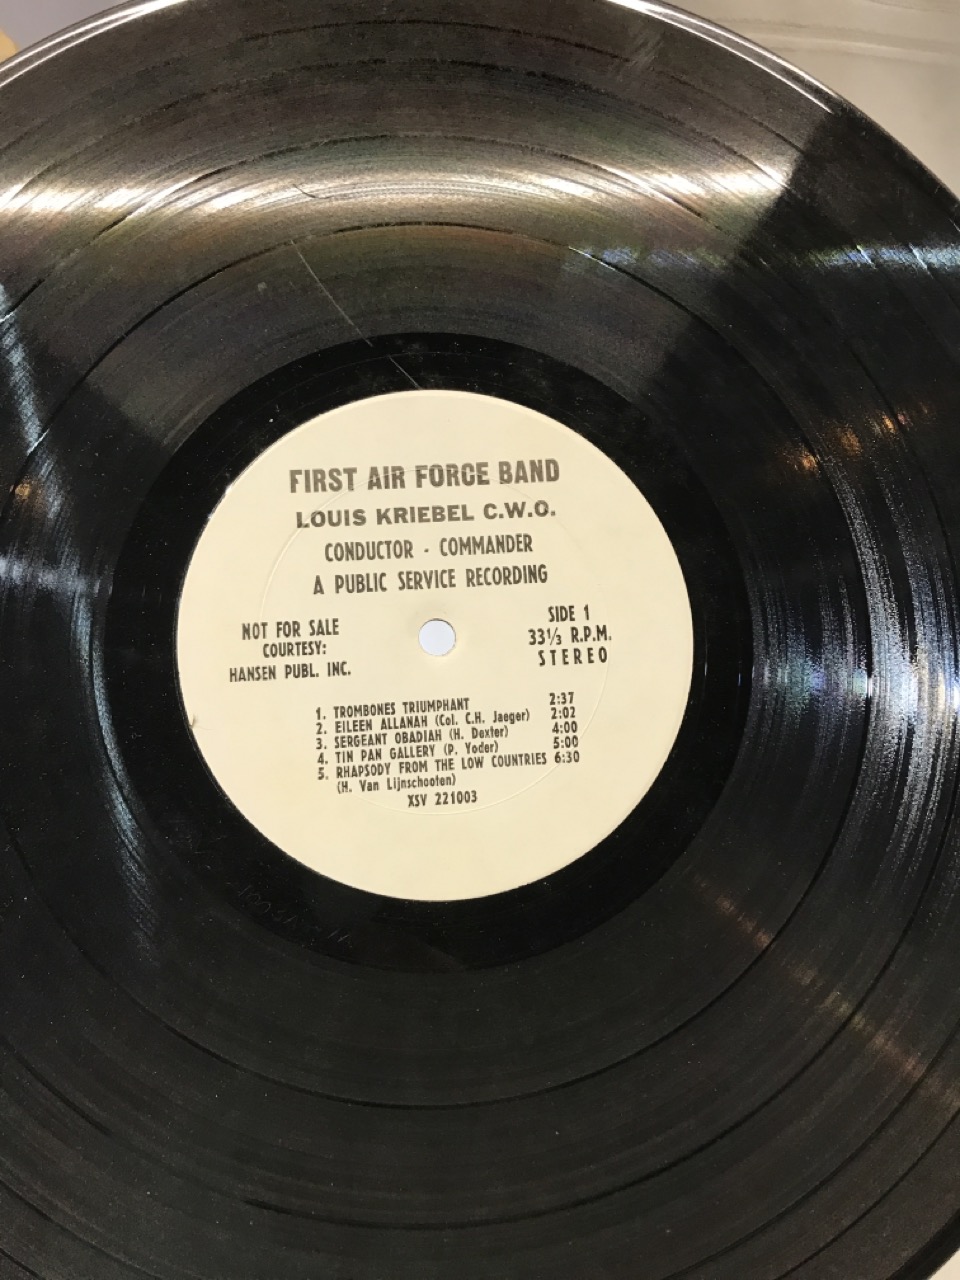 FIRST AIR FORCE BAND
LOUIS KRIEBEL C.W.O.
CONDUCTOR - COMMANDER
A PUBLIC SERVICE RECORDING
NOT FOR SALE
COURTESY:
HANSEN PUBL. INC.
SIDE 1
33⅓ R.P.M.
STEREO
1. TROMBONES TRIUMPHANT 2:37
2. EILEEN ALLANAH (Col. C.H. Jaeger) 2:02
3. SERGEANT OBADIAH (H. Dexter) 4:00
4. TIN PAN GALLERY (P. Yoder) 5:00
5. RHAPSODY FROM THE LOW COUNTRIES 6:30
(H. Van Lijnschooten)
XSV 221003